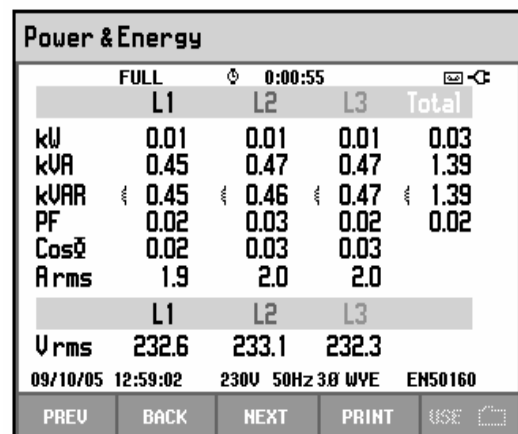 Power & Energy
FULL 0:00:55
L1 L2 L3 Total
kW 0.01 0.01 0.01 0.03
kVA 0.45 0.47 0.47 1.39
kVAR 0.45 0.46 0.47 1.39
PF 0.02 0.03 0.02 0.02
CosΦ 0.02 0.03 0.03
A rms 1.9 2.0 2.0
L1 L2 L3
V rms 232.6 233.1 232.3
09/10/05 12:59:02 230V 50Hz 3Ø WYE EN50160
PREV BACK NEXT PRINT USE